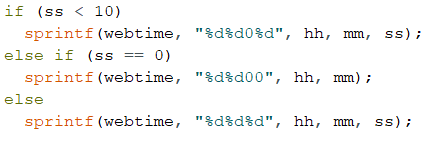 if (ss < 10)
sprintf(webtime, "%d%d0%d", hh, mm, ss);
else if (ss == 0)
sprintf(webtime, "%d%d00", hh, mm);
else
sprintf(webtime, "%d%d%d", hh, mm, ss);